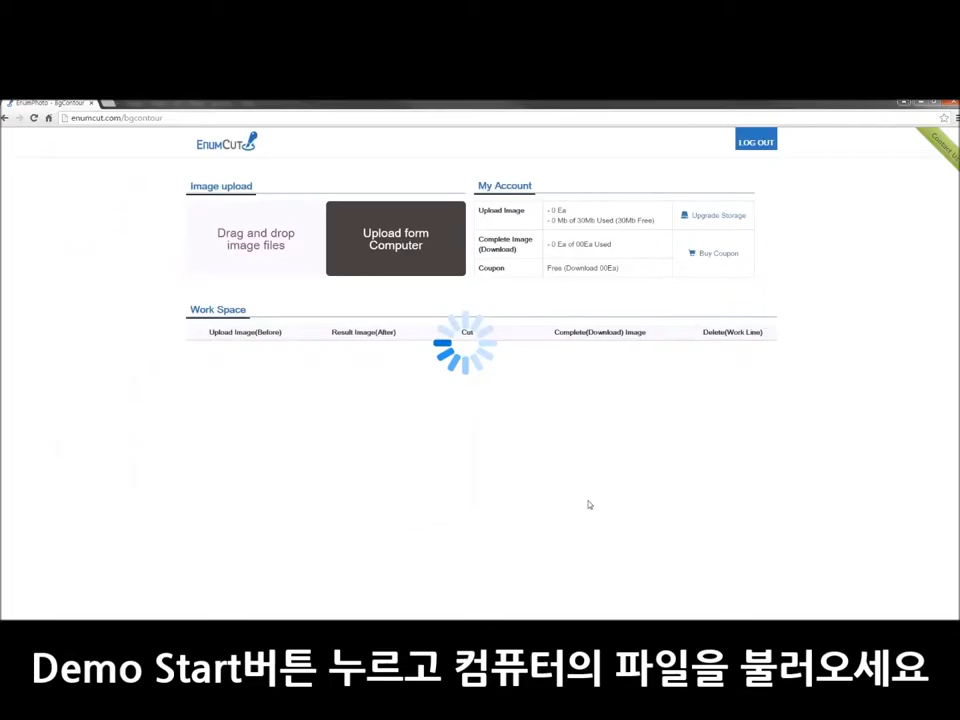 EnumPhoto - BgContour
enumcut.com/bgcontour
ENUMCUT
LOG OUT
Contact Us
Image upload
My Account
Drag and drop
image files
Upload form
Computer
Upload Image
- 0 Ea
- 0 Mb of 30Mb Used (30Mb Free)
Upgrade Storage
Complete Image
(Download)
- 0 Ea of 00Ea Used
Buy Coupon
Coupon
Free (Download 00Ea)
Work Space
Upload Image(Before)
Result Image(After)
Cut
Complete(Download) Image
Delete(Work Line)
Demo Start버튼 누르고 컴퓨터의 파일을 불러오세요